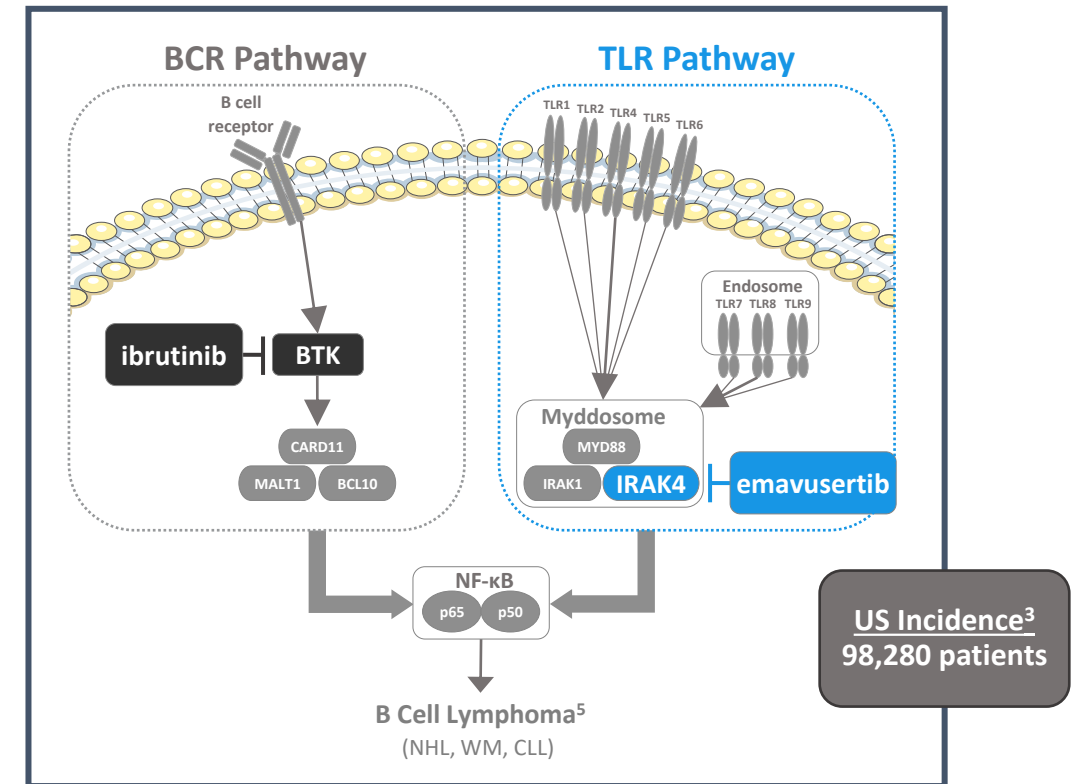 BCR Pathway
B cell
receptor
ibrutinib
BTK
CARD11
MALT1
BCL10
TLR Pathway
TLR1
TLR2
TLR4
TLR5
TLR6
Endosome
TLR7
TLR8
TLR9
Myddosome
MYD88
IRAK1
IRAK4
emavusertib
NF-κB
p65
p50
B Cell Lymphoma⁵
(NHL, WM, CLL)
US Incidence³
98,280 patients